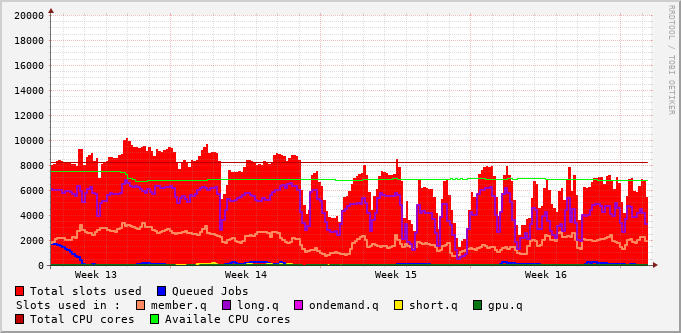 20000
18000
16000
14000
12000
10000
8000
6000
4000
2000
0
Week 13 Week 14 Week 15 Week 16
RRDTOOL / TOBI OETIKER
Total slots used Queued Jobs
Slots used in : member.q long.q ondemand.q short.q gpu.q
Total CPU cores Availale CPU cores